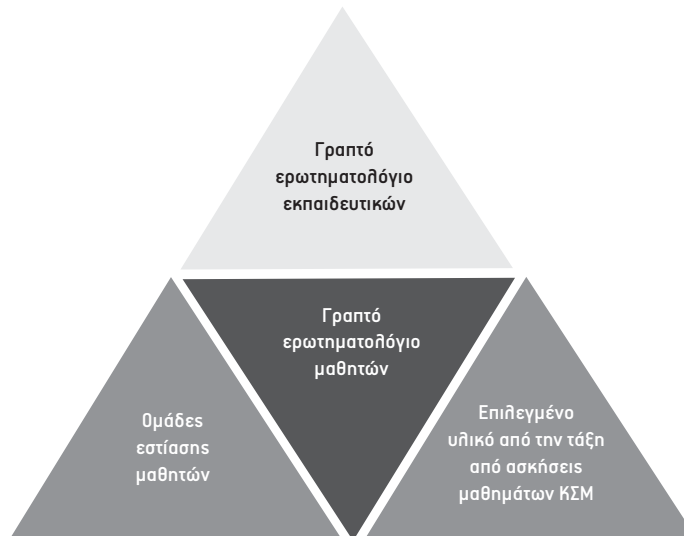 Γραπτό
ερωτηματολόγιο
εκπαιδευτικών
Γραπτό
ερωτηματολόγιο
μαθητών
Ομάδες
εστίασης
μαθητών
Επιλεγμένο
υλικό από την τάξη
από ασκήσεις
μαθημάτων ΚΣΜ